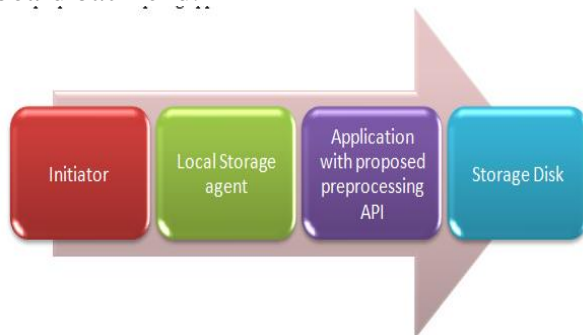 Initiator
Local Storage
agent
Application
with proposed
preprocessing
API
Storage Disk